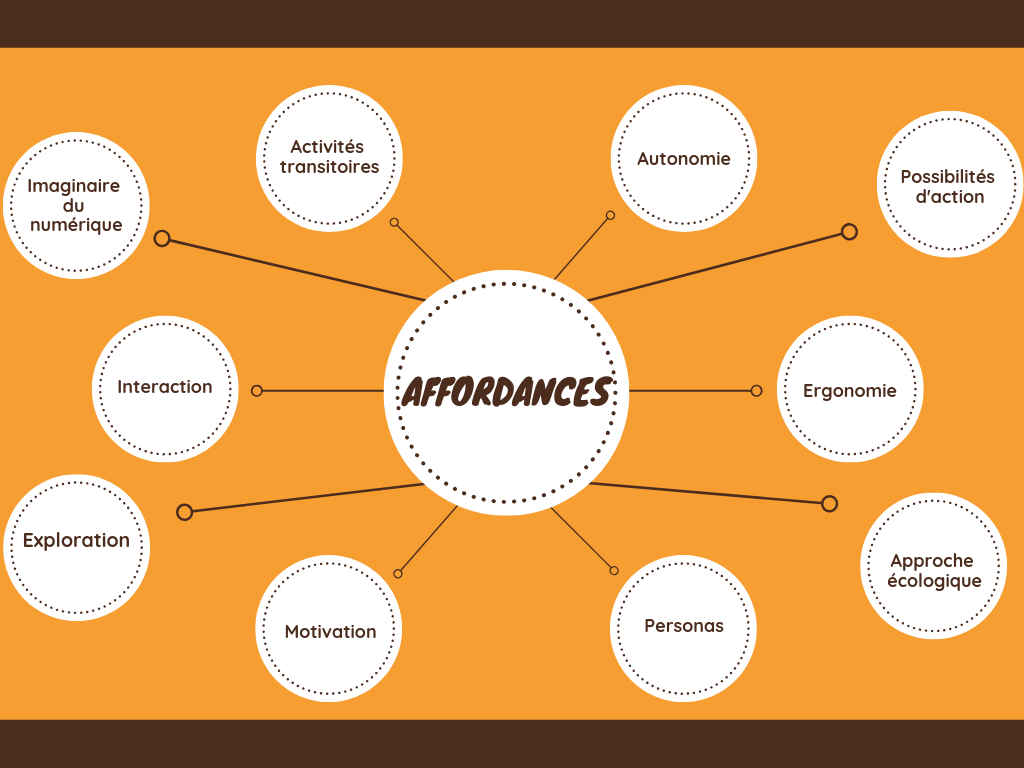 Activités
transitoires
Autonomie
Imaginaire
du
numérique
Possibilités
d'action
Interaction
AFFORDANCES
Ergonomie
Exploration
Approche
écologique
Motivation
Personas